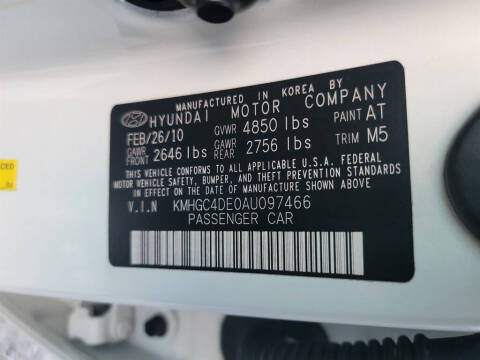 MANUFACTURED IN KOREA BY
HYUNDAI MOTOR COMPANY
FEB/26/10 GVWR 4850 lbs PAINT AT
GAWR FRONT 2646 lbs GAWR REAR 2756 lbs TRIM M5
THIS VEHICLE CONFORMS TO ALL APPLICABLE U.S.A. FEDERAL
MOTOR VEHICLE SAFETY, BUMPER, AND THEFT PREVENTION
STANDARDS IN EFFECT ON THE DATE OF MANUFACTURE SHOWN ABOVE.
V.I.N KMHGC4DE0AU097466
PASSENGER CAR
CED